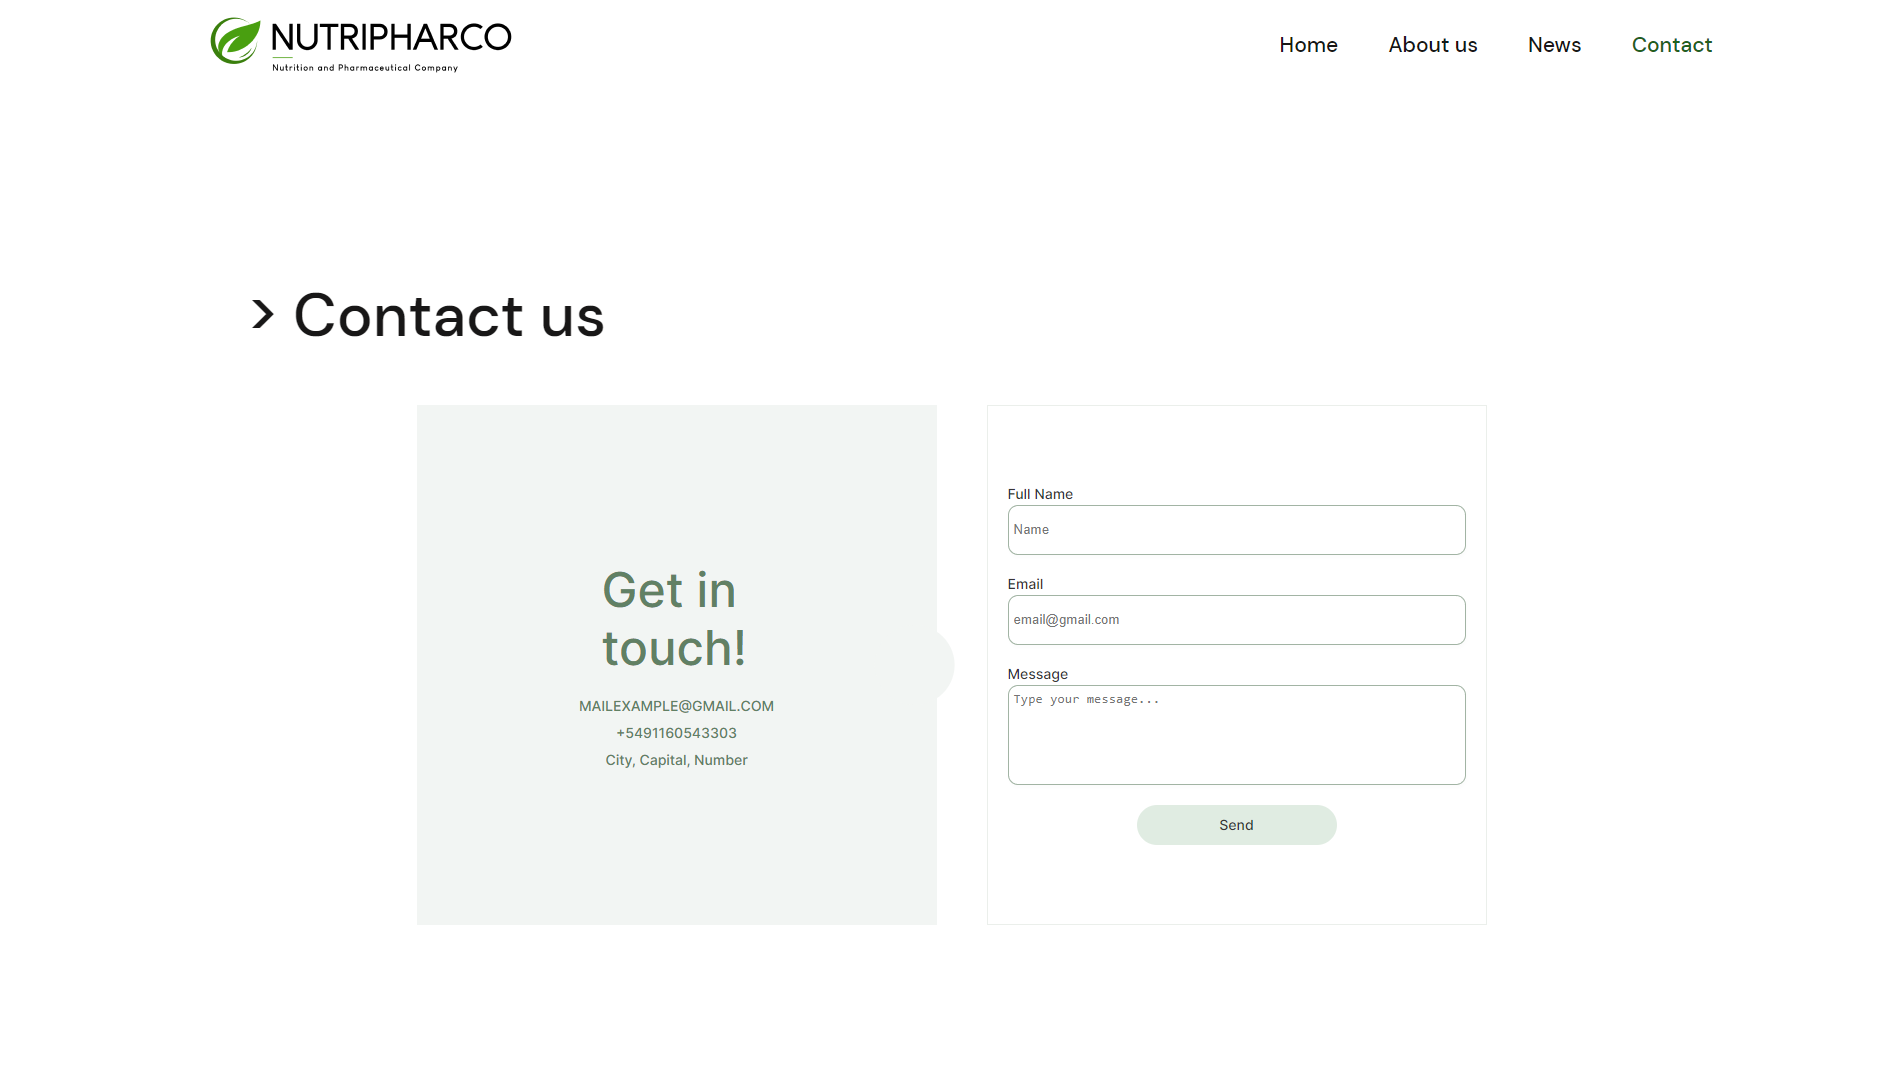 NUTRIPHARCO
Nutrition and Pharmaceutical Company
Home
About us
News
Contact
> Contact us
Get in
touch!
MAILEXAMPLE@GMAIL.COM
+5491160543303
City, Capital, Number
Full Name
Name
Email
email@gmail.com
Message
Type your message...
Send